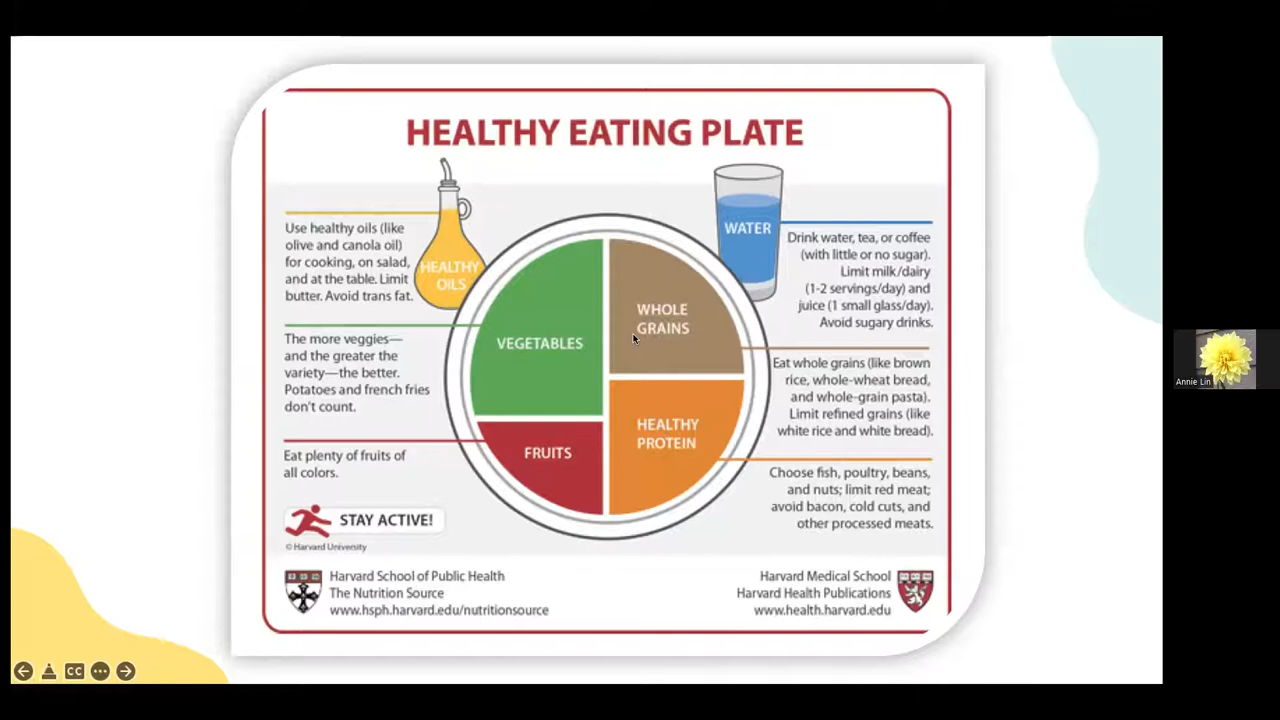 HEALTHY EATING PLATE
Use healthy oils (like
olive and canola oil)
for cooking, on salad,
and at the table. Limit
butter. Avoid trans fat.
HEALTHY
OILS
The more veggies—
and the greater the
variety—the better.
Potatoes and french fries
don't count.
Eat plenty of fruits of
all colors.
STAY ACTIVE!
© Harvard University
VEGETABLES
FRUITS
WHOLE
GRAINS
HEALTHY
PROTEIN
WATER
Drink water, tea, or coffee
(with little or no sugar).
Limit milk/dairy
(1-2 servings/day) and
juice (1 small glass/day).
Avoid sugary drinks.
Eat whole grains (like brown
rice, whole-wheat bread,
and whole-grain pasta).
Limit refined grains (like
white rice and white bread).
Choose fish, poultry, beans,
and nuts; limit red meat;
avoid bacon, cold cuts, and
other processed meats.
Harvard School of Public Health
The Nutrition Source
www.hsph.harvard.edu/nutritionsource
Harvard Medical School
Harvard Health Publications
www.health.harvard.edu
CC
Annie Lin